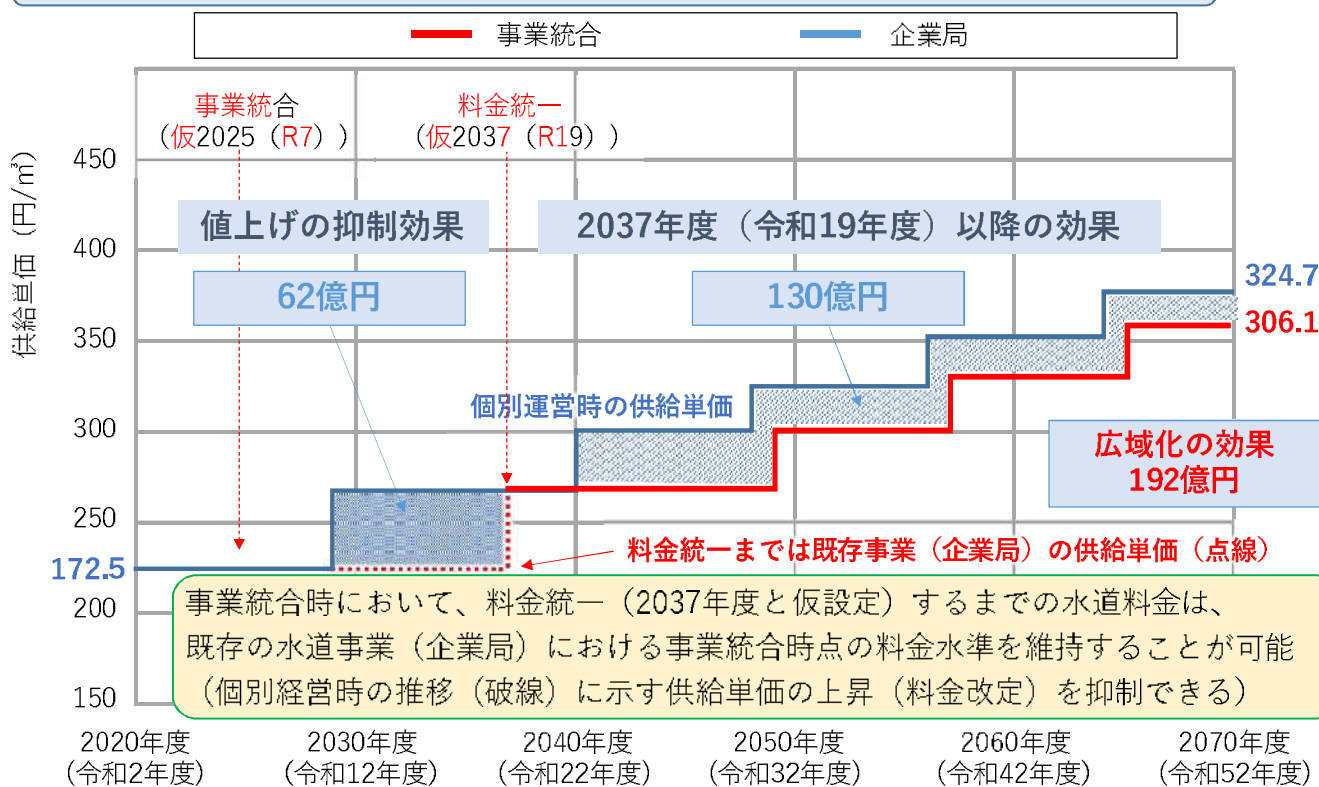 事業統合
企業局
事業統合
(仮2025（R7）)
料金統一
(仮2037（R19）)
供給単価（円/㎥）
450
400
350
300
250
200
150
値上げの抑制効果
62億円
2037年度（令和19年度）以降の効果
130億円
324.7
306.1
個別運営時の供給単価
広域化の効果
192億円
料金統一までは既存事業（企業局）の供給単価（点線）
172.5
事業統合時において、料金統一（2037年度と仮設定）するまでの水道料金は、
既存の水道事業（企業局）における事業統合時点の料金水準を維持することが可能
（個別経営時の推移（破線）に示す供給単価の上昇（料金改定）を抑制できる）
2020年度
(令和2年度)
2030年度
(令和12年度)
2040年度
(令和22年度)
2050年度
(令和32年度)
2060年度
(令和42年度)
2070年度
(令和52年度)